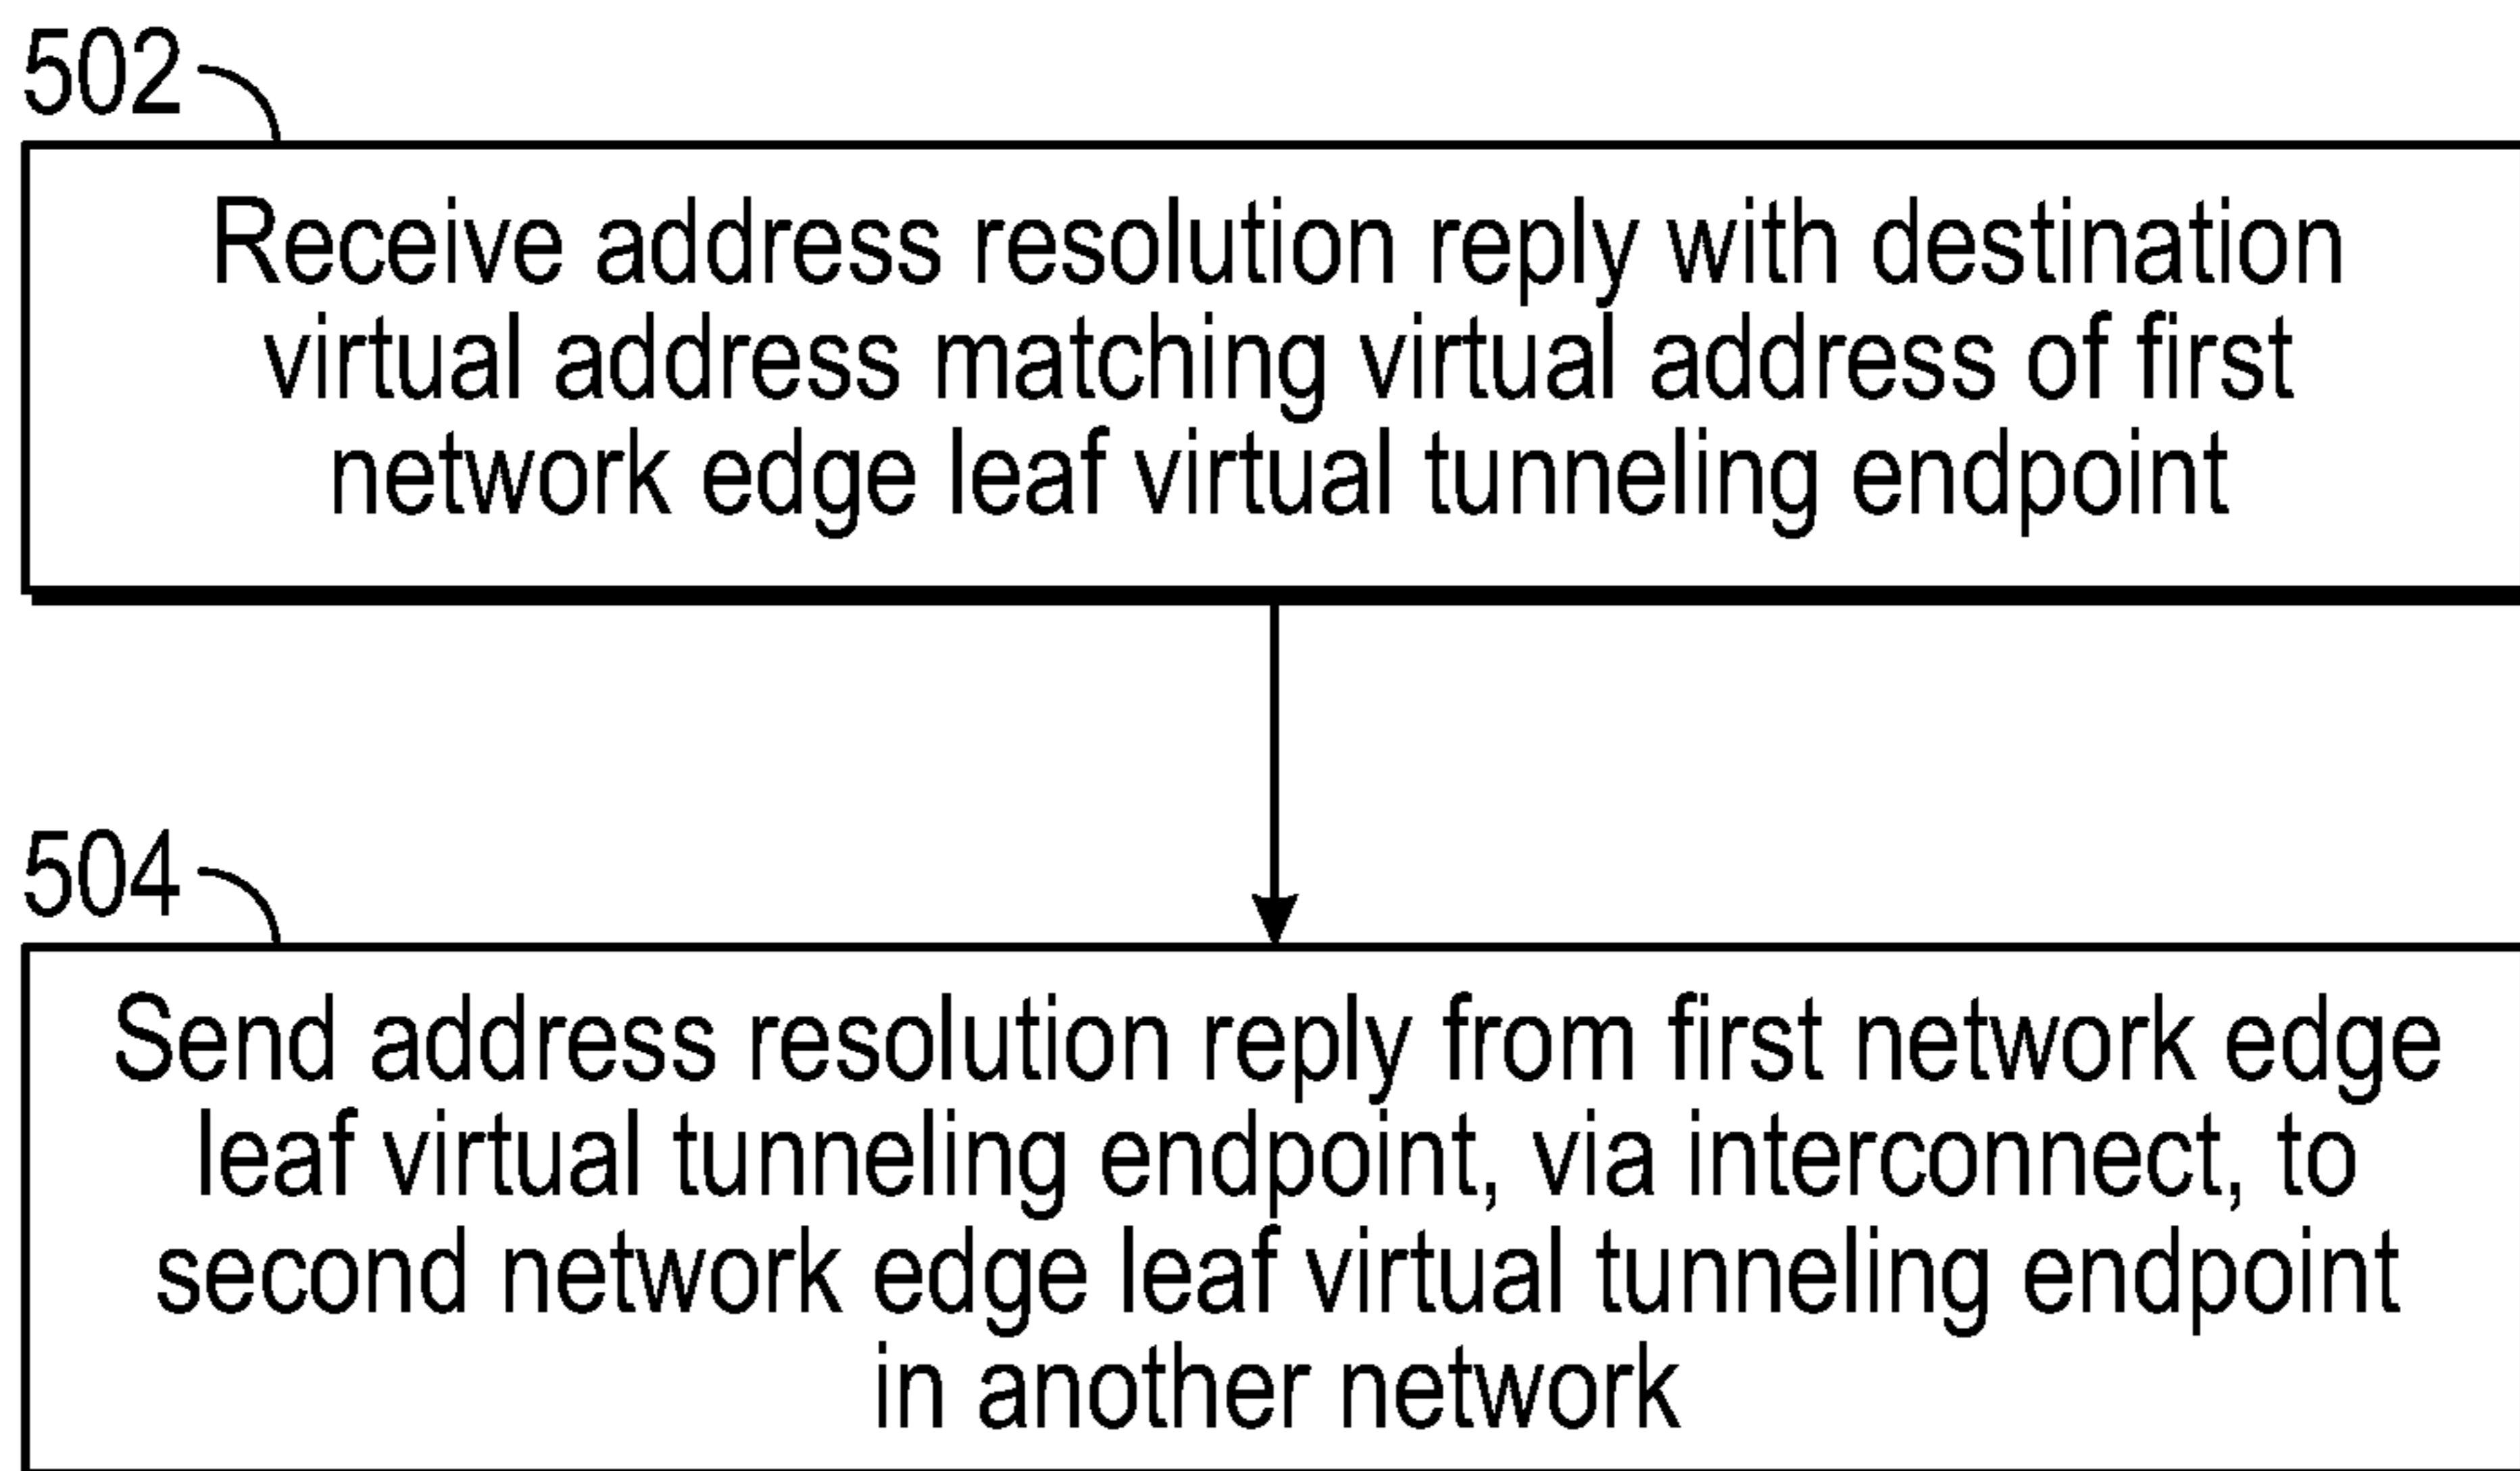 502
Receive address resolution reply with destination
virtual address matching virtual address of first
network edge leaf virtual tunneling endpoint
504
Send address resolution reply from first network edge
leaf virtual tunneling endpoint, via interconnect, to
second network edge leaf virtual tunneling endpoint
in another network